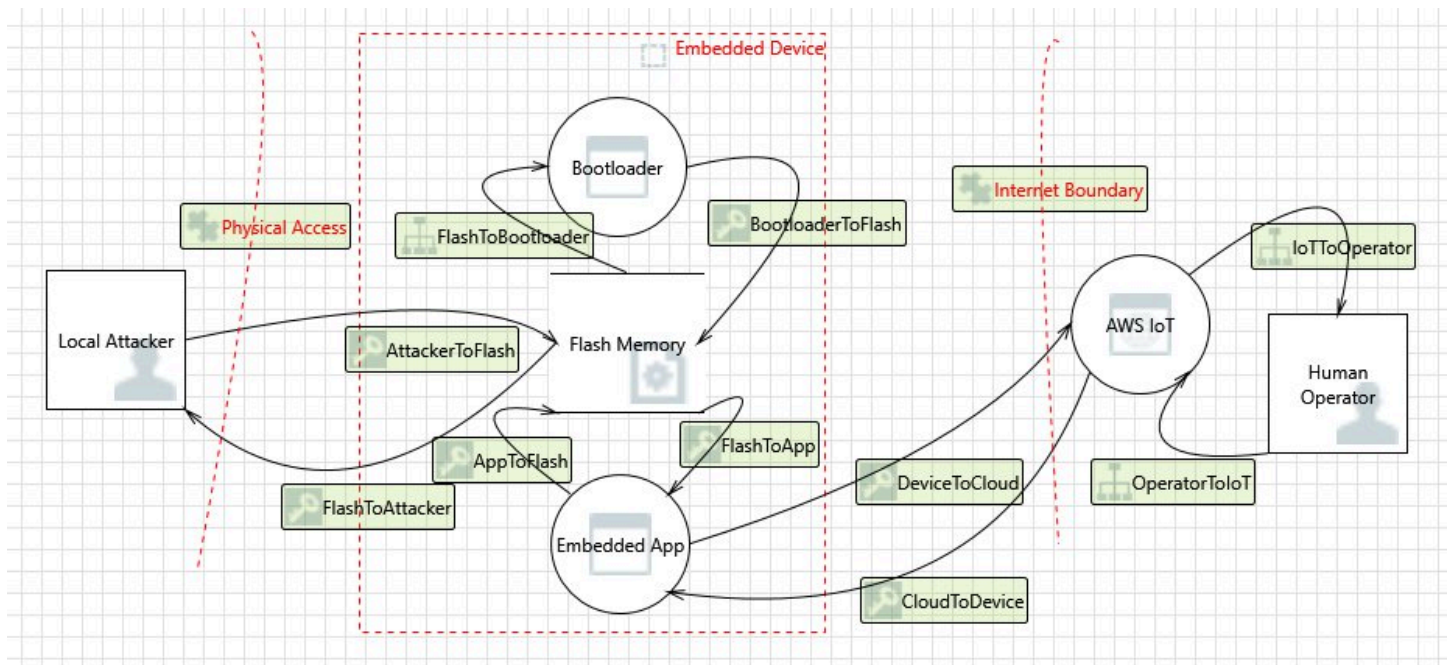 Embedded Device
Bootloader
Physical Access
FlashToBootloader
BootloaderToFlash
Internet Boundary
IoTToOperator
Local Attacker
AttackerToFlash
Flash Memory
AWS IoT
Human
Operator
AppToFlash
FlashToApp
FlashToAttacker
DeviceToCloud
OperatorToIoT
Embedded App
CloudToDevice